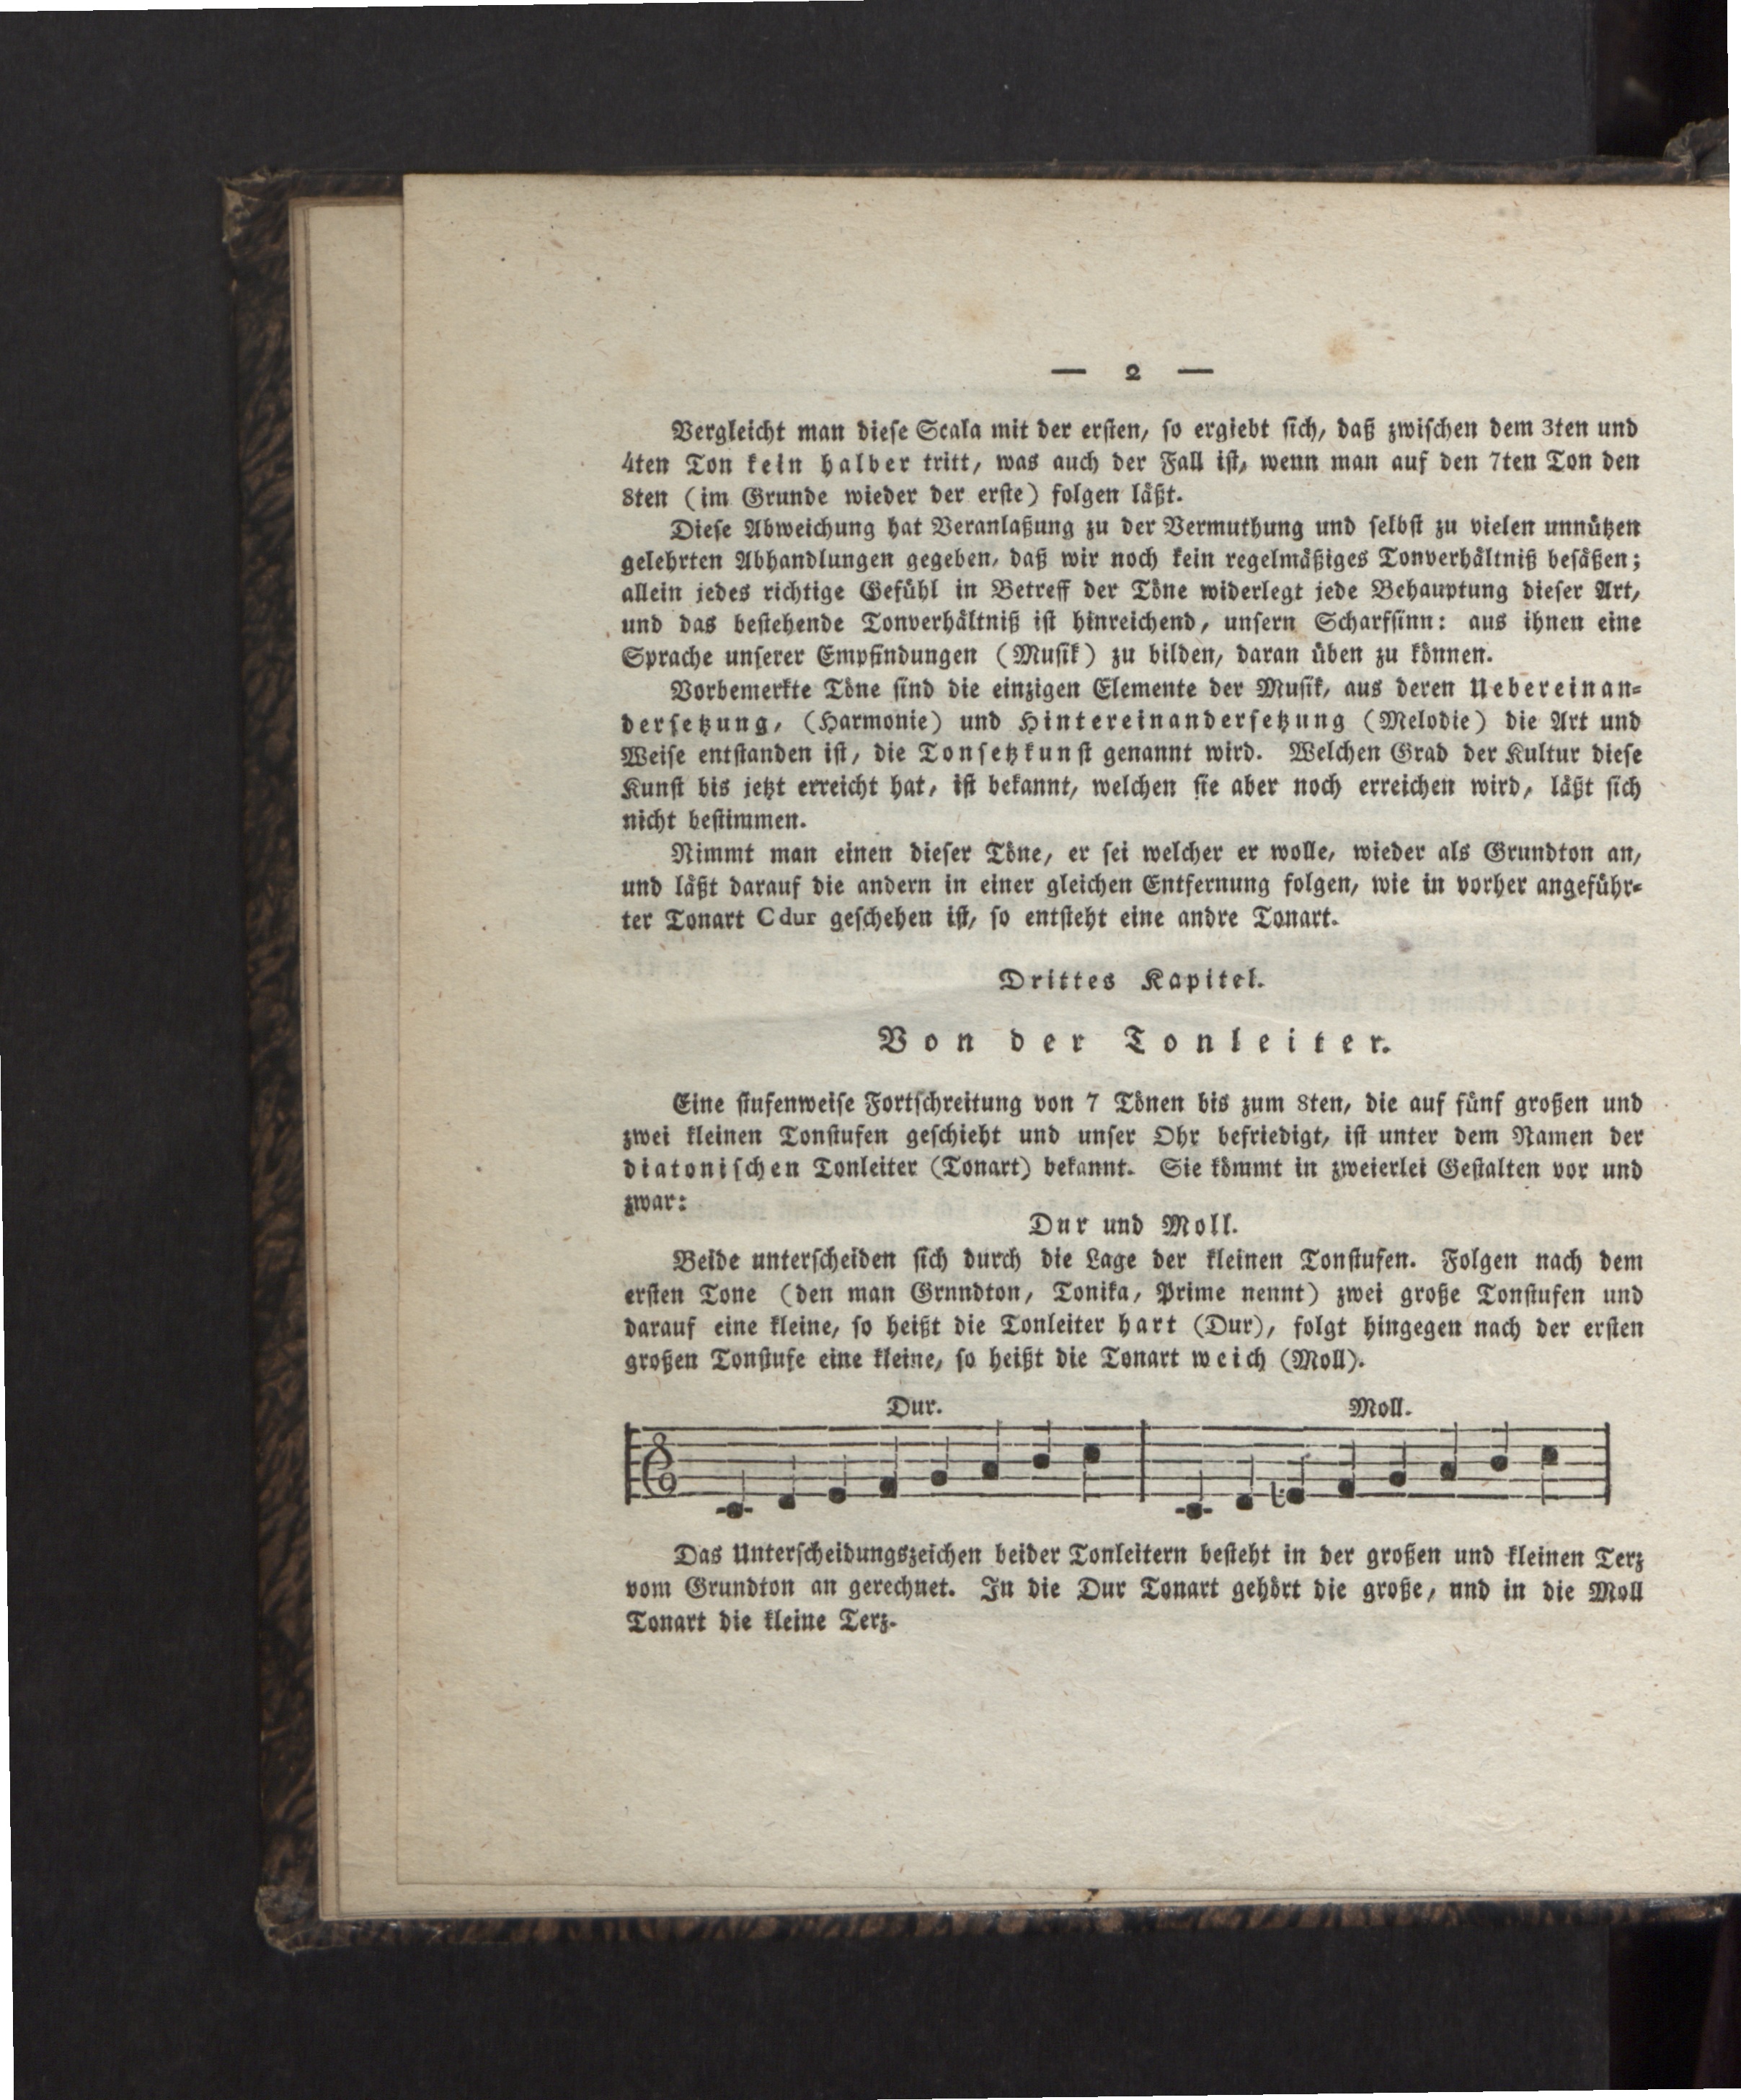 — 2 —
Vergleicht man diese Scala mit der ersten, so ergiebt sich, daß zwischen dem 3ten und
4ten Ton kein halber tritt, was auch der Fall ist, wenn man auf den 7ten Ton den
8ten (im Grunde wieder der erste) folgen läßt.
Diese Abweichung hat Veranlaßung zu der Vermuthung und selbst zu vielen unnützen
gelehrten Abhandlungen gegeben, daß wir noch kein regelmäßiges Tonverhältniß besäßen;
allein jedes richtige Gefühl in Betreff der Töne widerlegt jede Behauptung dieser Art,
und das bestehende Tonverhältniß ist hinreichend, unsern Scharfsinn: aus ihnen eine
Sprache unserer Empfindungen (Musik) zu bilden, daran üben zu können.
Vorbemerkte Töne sind die einzigen Elemente der Musik, aus deren Uebereinan-
dersetzung, (Harmonie) und Hintereinandersetzung (Melodie) die Art und
Weise entstanden ist, die Tonsetzkunst genannt wird. Welchen Grad der Kultur diese
Kunst bis jetzt erreicht hat, ist bekannt, welchen sie aber noch erreichen wird, läßt sich
nicht bestimmen.
Nimmt man einen dieser Töne, er sei welcher er wolle, wieder als Grundton an,
und läßt darauf die andern in einer gleichen Entfernung folgen, wie in vorher angeführ-
ter Tonart C dur geschehen ist, so entsteht eine andre Tonart.
Drittes Kapitel.
Von der Tonleiter.
Eine stufenweise Fortschreitung von 7 Tönen bis zum 8ten, die auf fünf großen und
zwei kleinen Tonstufen geschieht und unser Ohr befriedigt, ist unter dem Namen der
diatonischen Tonleiter (Tonart) bekannt. Sie kömmt in zweierlei Gestalten vor und
zwar:
Dur und Moll.
Beide unterscheiden sich durch die Lage der kleinen Tonstufen. Folgen nach dem
ersten Tone (den man Grnndton, Tonika, Prime nennt) zwei große Tonstufen und
darauf eine kleine, so heißt die Tonleiter hart (Dur), folgt hingegen nach der ersten
großen Tonstufe eine kleine, so heißt die Tonart weich (Moll).
Dur. Moll.
Das Unterscheidungszeichen beider Tonleitern besteht in der großen und kleinen Terz
vom Grundton an gerechnet. In die Dur Tonart gehört die große, und in die Moll
Tonart die kleine Terz.